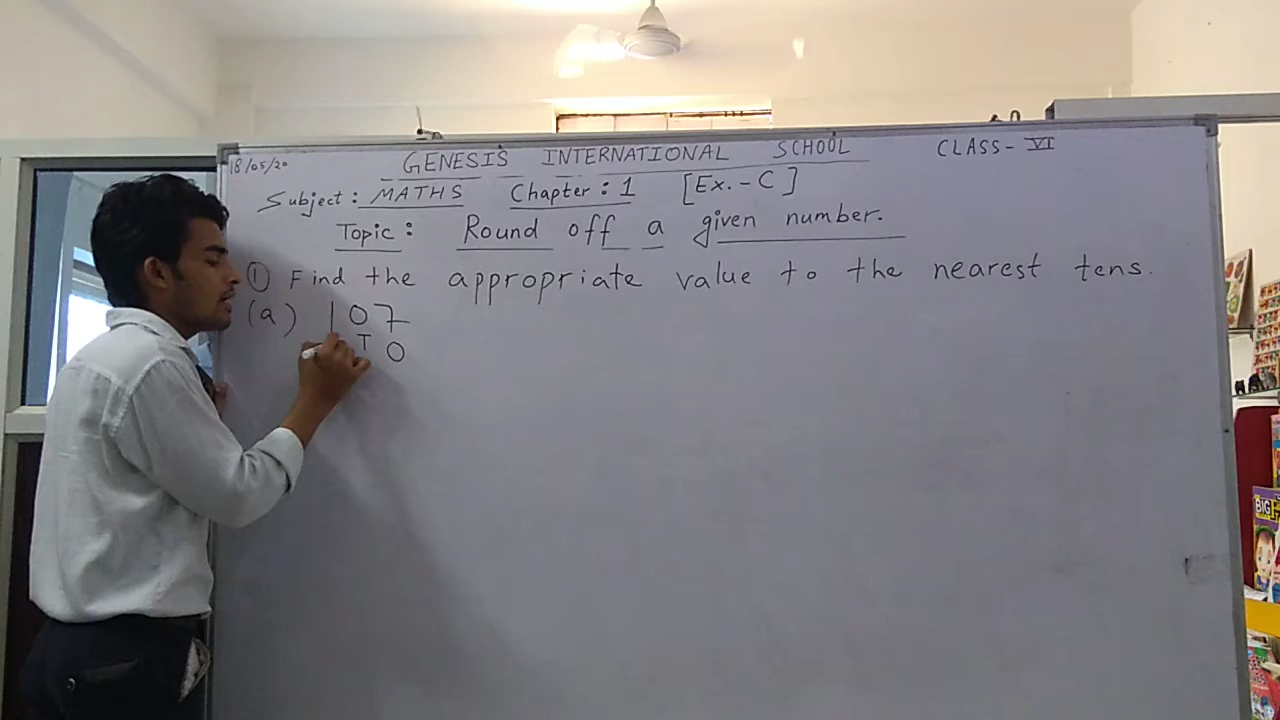 18/05/20 GENESIS INTERNATIONAL SCHOOL CLASS- VI
Subject: MATHS Chapter: 1 [Ex.-C]
Topic: Round off a given number.
① Find the appropriate value to the nearest tens.
(a) 107
T O
BIG